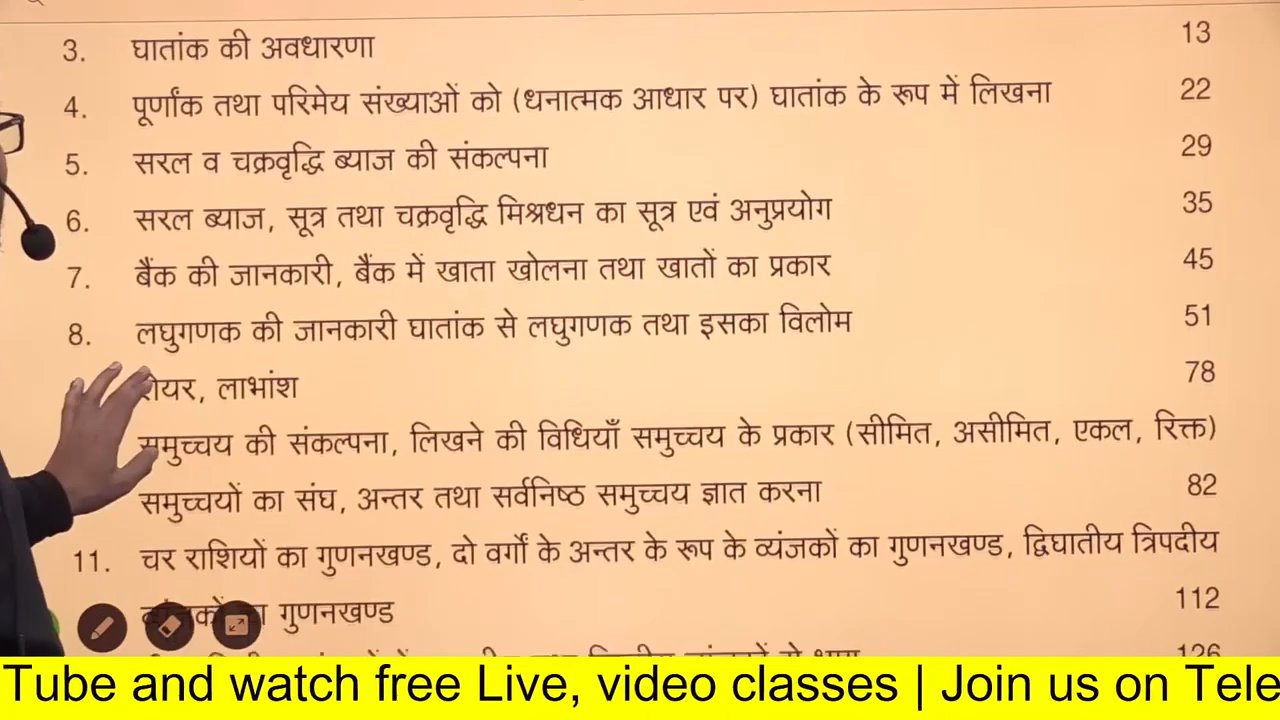 3. घातांक की अवधारणा 13
4. पूर्णांक तथा परिमेय संख्याओं को (धनात्मक आधार पर) घातांक के रूप में लिखना 22
5. सरल व चक्रवृद्धि ब्याज की संकल्पना 29
6. सरल ब्याज, सूत्र तथा चक्रवृद्धि मिश्रधन का सूत्र एवं अनुप्रयोग 35
7. बैंक की जानकारी, बैंक में खाता खोलना तथा खातों का प्रकार 45
8. लघुगणक की जानकारी घातांक से लघुगणक तथा इसका विलोम 51
शेयर, लाभांश 78
समुच्चय की संकल्पना, लिखने की विधियाँ समुच्चय के प्रकार (सीमित, असीमित, एकल, रिक्त)
समुच्चयों का संघ, अन्तर तथा सर्वनिष्ठ समुच्चय ज्ञात करना 82
11. चर राशियों का गुणनखण्ड, दो वर्गों के अन्तर के रूप के व्यंजकों का गुणनखण्ड, द्विघातीय त्रिपदीय
व्यंजकों का गुणनखण्ड 112
126
Tube and watch free Live, video classes | Join us on Tele